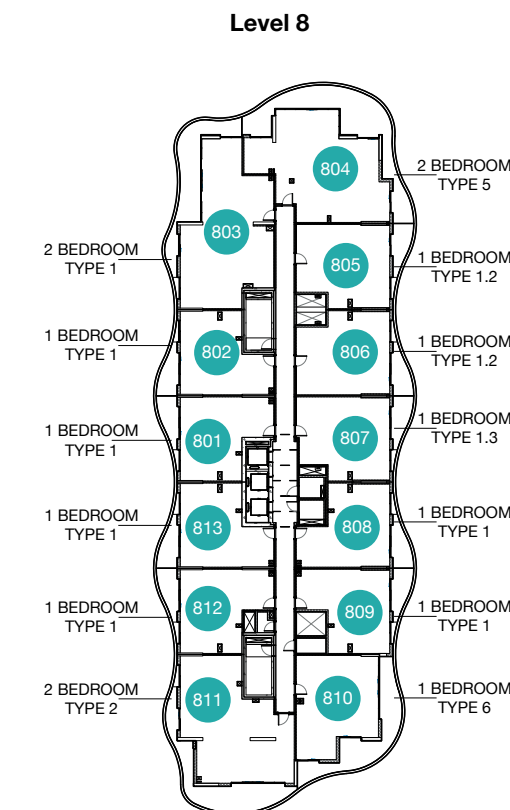 Level 8
804
2 BEDROOM
TYPE 5
803
2 BEDROOM
TYPE 1
805
1 BEDROOM
TYPE 1.2
802
1 BEDROOM
TYPE 1
806
1 BEDROOM
TYPE 1.2
801
1 BEDROOM
TYPE 1
807
1 BEDROOM
TYPE 1.3
813
1 BEDROOM
TYPE 1
808
1 BEDROOM
TYPE 1
812
1 BEDROOM
TYPE 1
809
1 BEDROOM
TYPE 1
811
2 BEDROOM
TYPE 2
810
1 BEDROOM
TYPE 6